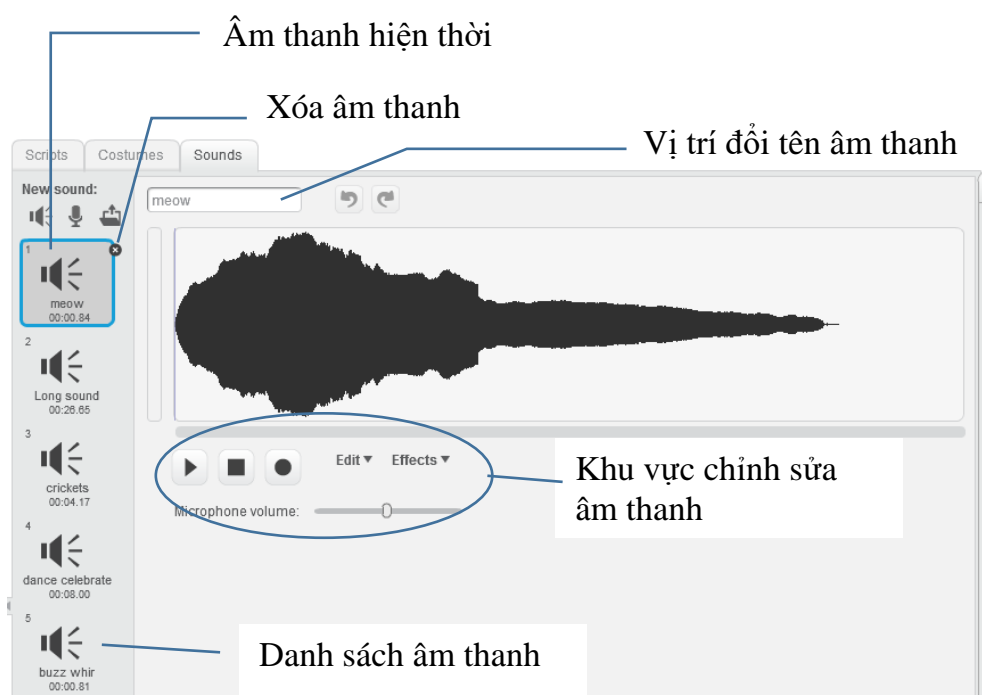 Âm thanh hiện thời
Xóa âm thanh
Vị trí đổi tên âm thanh
Scripts Costumes Sounds
New sound:
meow
1
meow
00:00.84
2
Long sound
00:26.65
3
crickets
00:04.17
4
dance celebrate
00:08.00
5
buzz whir
00:00.81
Edit Effects
Microphone volume:
Khu vực chỉnh sửa
âm thanh
Danh sách âm thanh